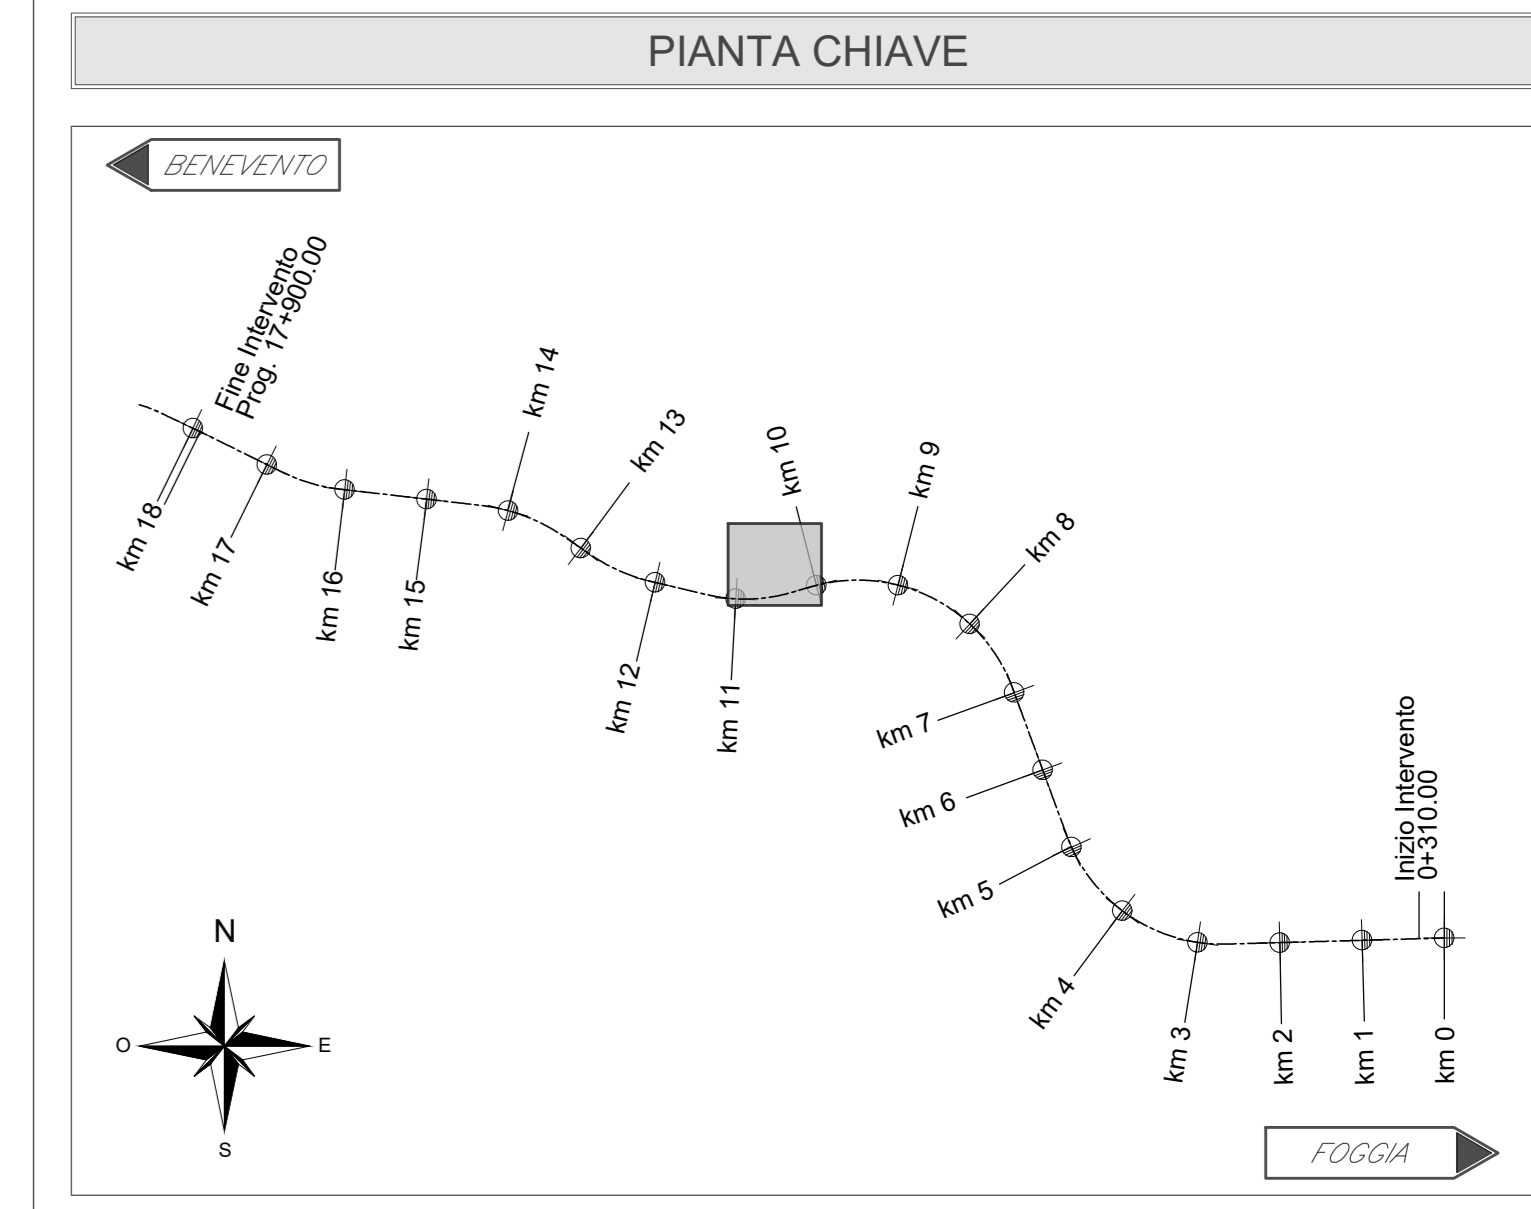 PIANTA CHIAVE
BENEVENTO
Fine Intervento
Prog. 17+900.00
km 18
km 17
km 16
km 15
km 14
km 13
km 12
km 11
km 10
km 9
km 8
km 7
km 6
km 5
km 4
km 3
km 2
km 1
km 0
Inizio Intervento
0+310.00
N
O
E
S
FOGGIA